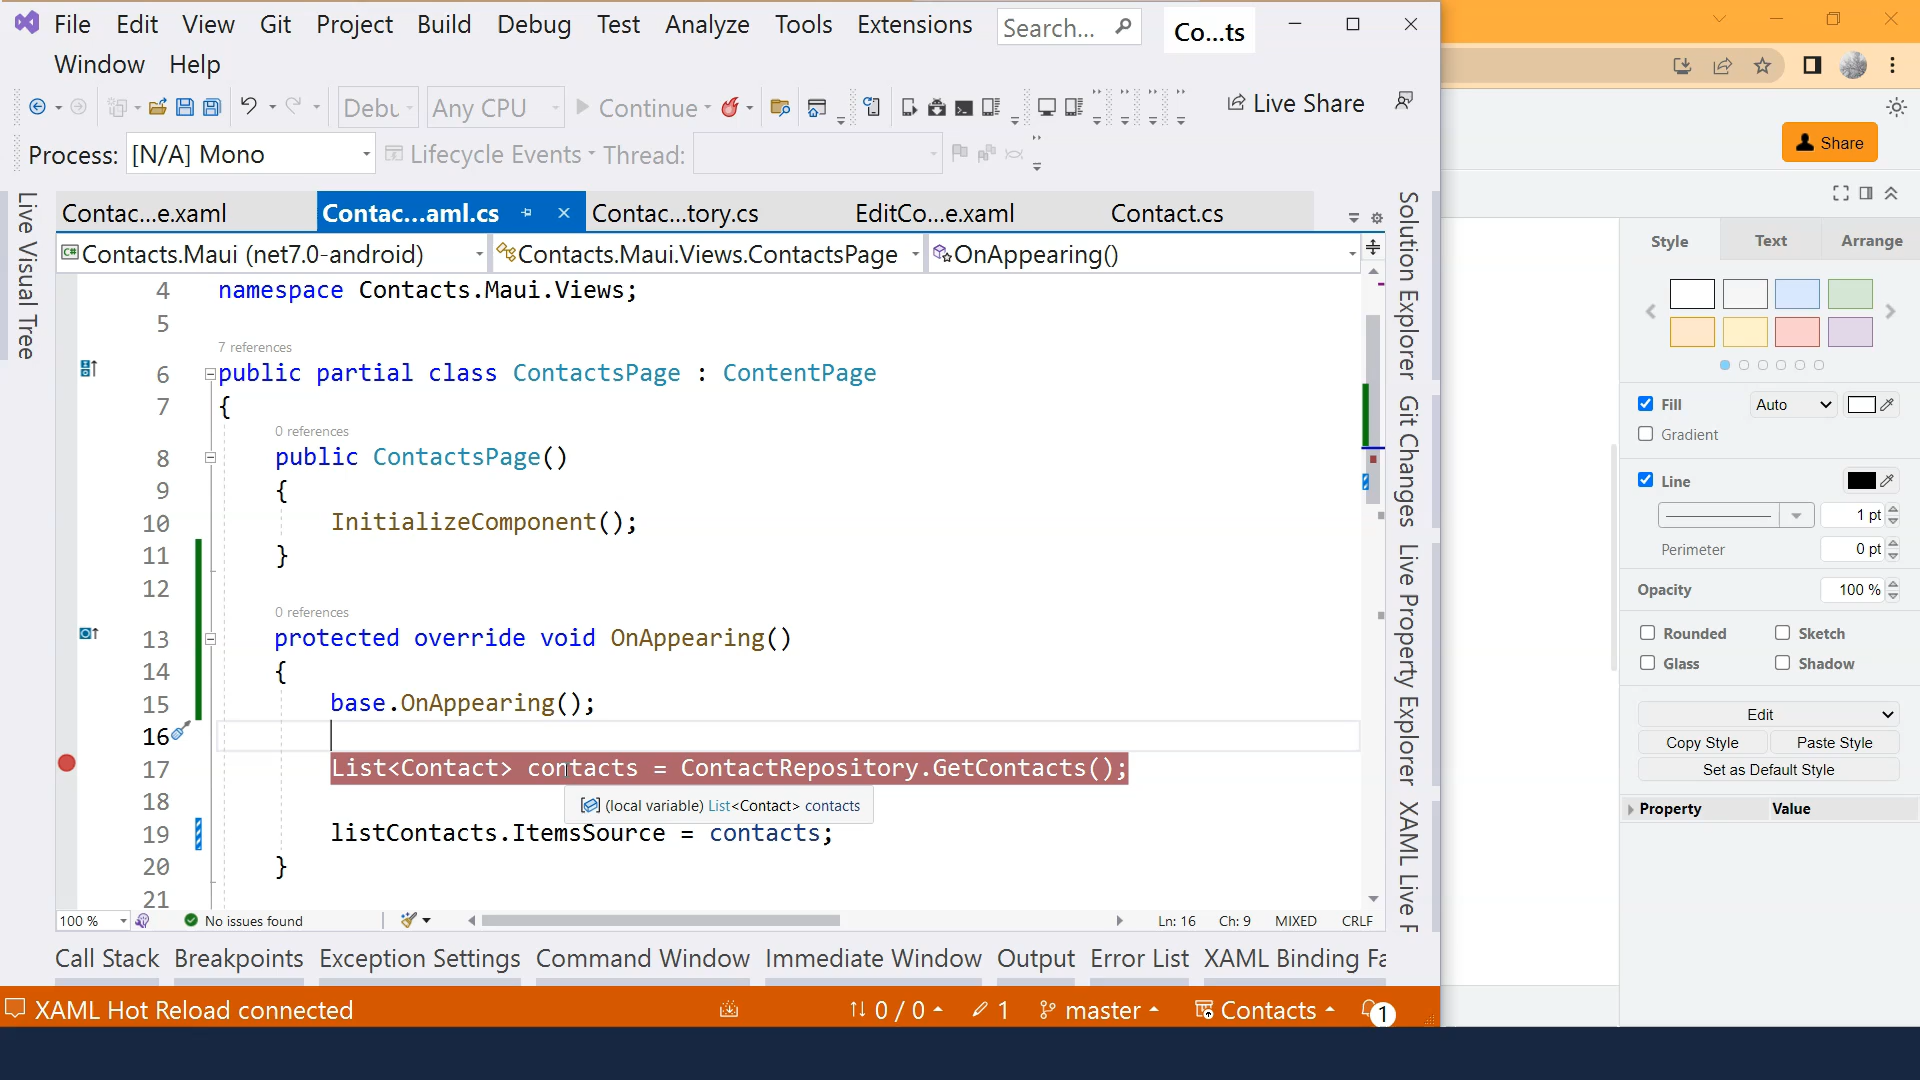 File Edit View Git Project Build Debug Test Analyze Tools Extensions Search... Co...ts
Window Help
Debu Any CPU Continue Live Share
Process: [N/A] Mono Lifecycle Events Thread:
Contac...e.xaml Contac...aml.cs Contac...tory.cs EditCo...e.xaml Contact.cs
Contacts.Maui (net7.0-android) Contacts.Maui.Views.ContactsPage OnAppearing()
4 namespace Contacts.Maui.Views;
5
7 references
6 public partial class ContactsPage : ContentPage
7 {
0 references
8 public ContactsPage()
9 {
10 InitializeComponent();
11 }
12
0 references
13 protected override void OnAppearing()
14 {
15 base.OnAppearing();
16
17 List<Contact> contacts = ContactRepository.GetContacts();
18
(local variable) List<Contact> contacts
19 listContacts.ItemsSource = contacts;
20 }
21
100 % No issues found Ln: 16 Ch: 9 MIXED CRLF
Call Stack Breakpoints Exception Settings Command Window Immediate Window Output Error List XAML Binding Fa
XAML Hot Reload connected 0 / 0 1 master Contacts 1
Live Visual Tree
Solution Explorer
Git Changes
Live Property Explorer
XAML Live F
Share
Style Text Arrange
Fill Auto
Gradient
Line
1 pt
Perimeter 0 pt
Opacity 100 %
Rounded Sketch
Glass Shadow
Edit
Copy Style Paste Style
Set as Default Style
Property Value